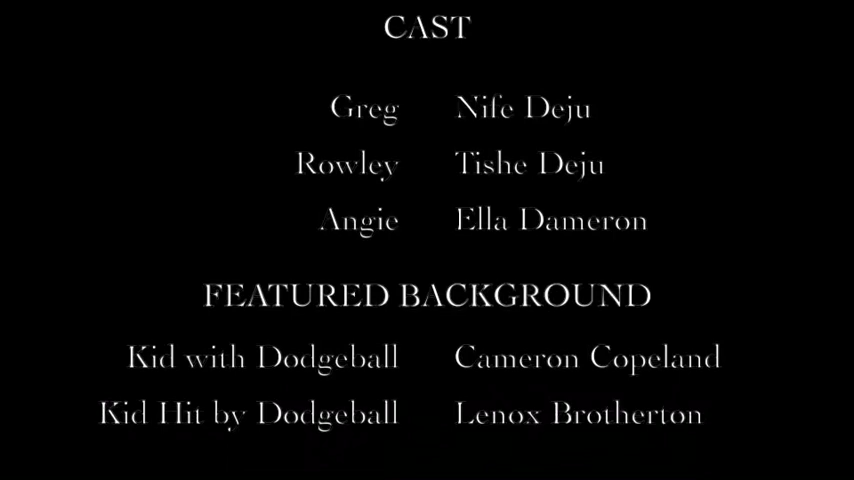 CAST
Greg Nife Deju
Rowley Tishe Deju
Angie Ella Dameron
FEATURED BACKGROUND
Kid with Dodgeball Cameron Copeland
Kid Hit by Dodgeball Lenox Brotherton